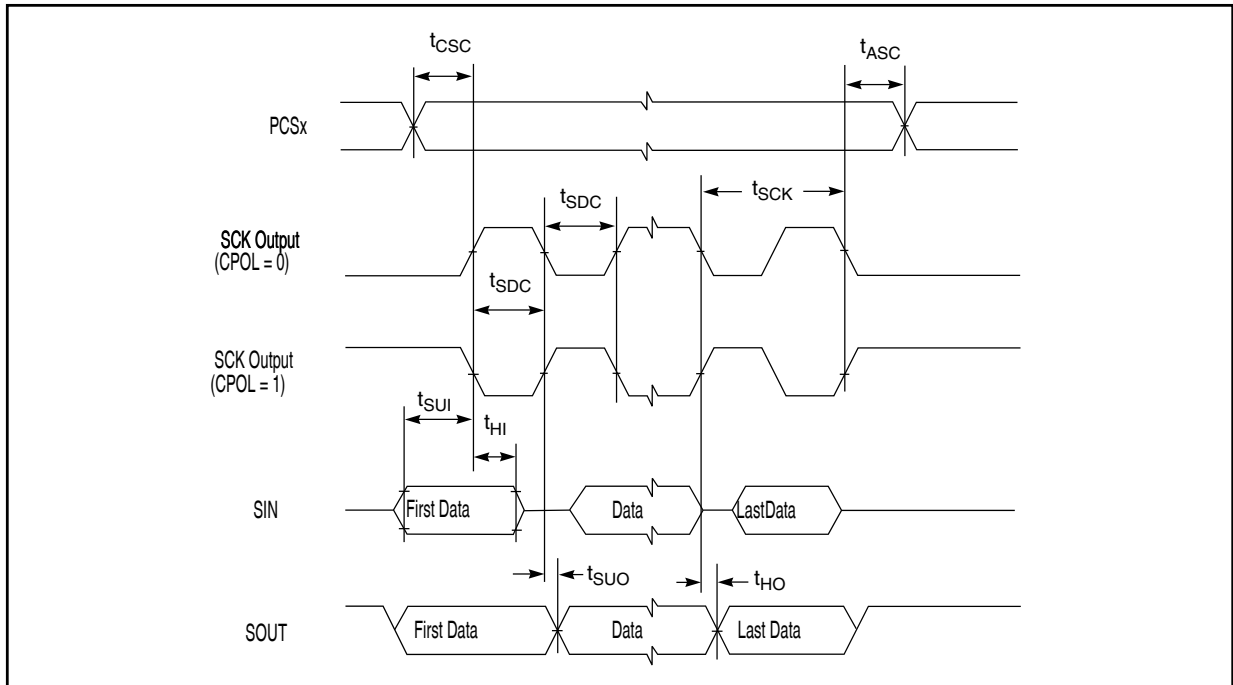 tCSC
tASC
PCSx
tSDC
tSCK
SCK Output
(CPOL = 0)
tSDC
SCK Output
(CPOL = 1)
tSUI
tHI
SIN
First Data
Data
LastData
tSUO
tHO
SOUT
First Data
Data
Last Data